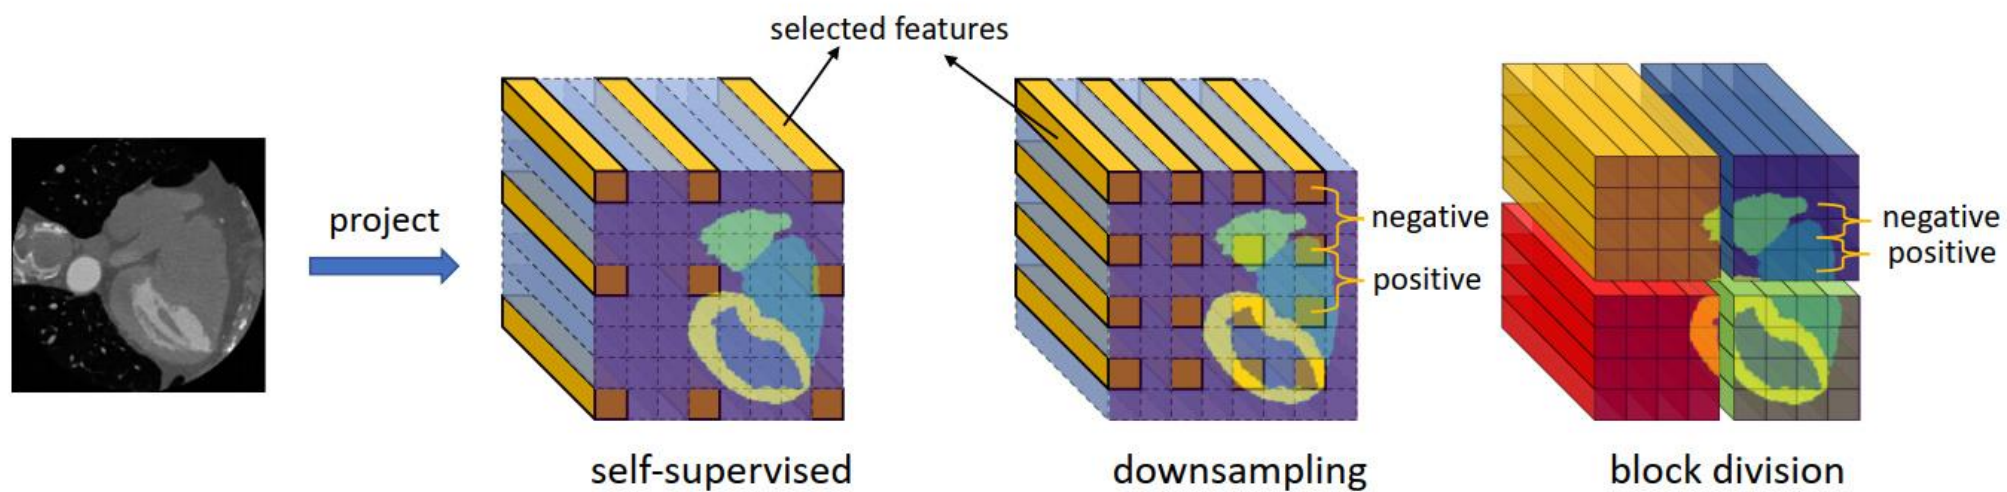 selected features
project
negative
positive
negative
positive
self-supervised
downsampling
block division